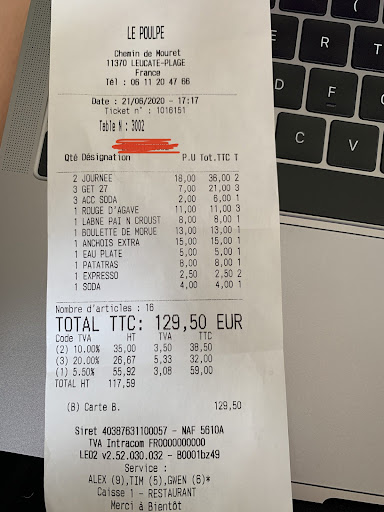 LE POULPE
Chemin de Mouret
11370 LEUCATE-PLAGE
France
Tél : 06 11 20 47 66
Date : 21/06/2020 - 17:17
Ticket n° : 1016151
Table N : 3002
Qté Désignation P.U Tot.TTC T
2 JOURNEE 18,00 36,00 2
3 GET 27 7,00 21,00 3
3 ACC SODA 2,00 6,00 1
1 ROUGE D'AGAVE 11,00 11,00 3
1 LABNE PAI N CROUST 8,00 8,00 1
1 BOULETTE DE MORUE 13,00 13,00 1
1 ANCHOIS EXTRA 15,00 15,00 1
1 EAU PLATE 5,00 5,00 1
1 PATATRAS 8,00 8,00 1
1 EXPRESSO 2,50 2,50 2
1 SODA 4,00 4,00 1
Nombre d'articles : 16
TOTAL TTC: 129,50 EUR
Code TVA HT TVA TTC
(2) 10.00% 35,00 3,50 38,50
(3) 20.00% 26,67 5,33 32,00
(1) 5.50% 55,92 3,08 59,00
TOTAL HT 117,59
(8) Carte B. 129,50
Siret 40387631100057 - NAF 5610A
TVA Intracom FR0000000000
LEO2 v2.52.030.032 - B0001bz49
Service :
ALEX (9),TIM (5),GWEN (6)*
Caisse 1 - RESTAURANT
Merci à Bientôt
E
R
D
F
X
C